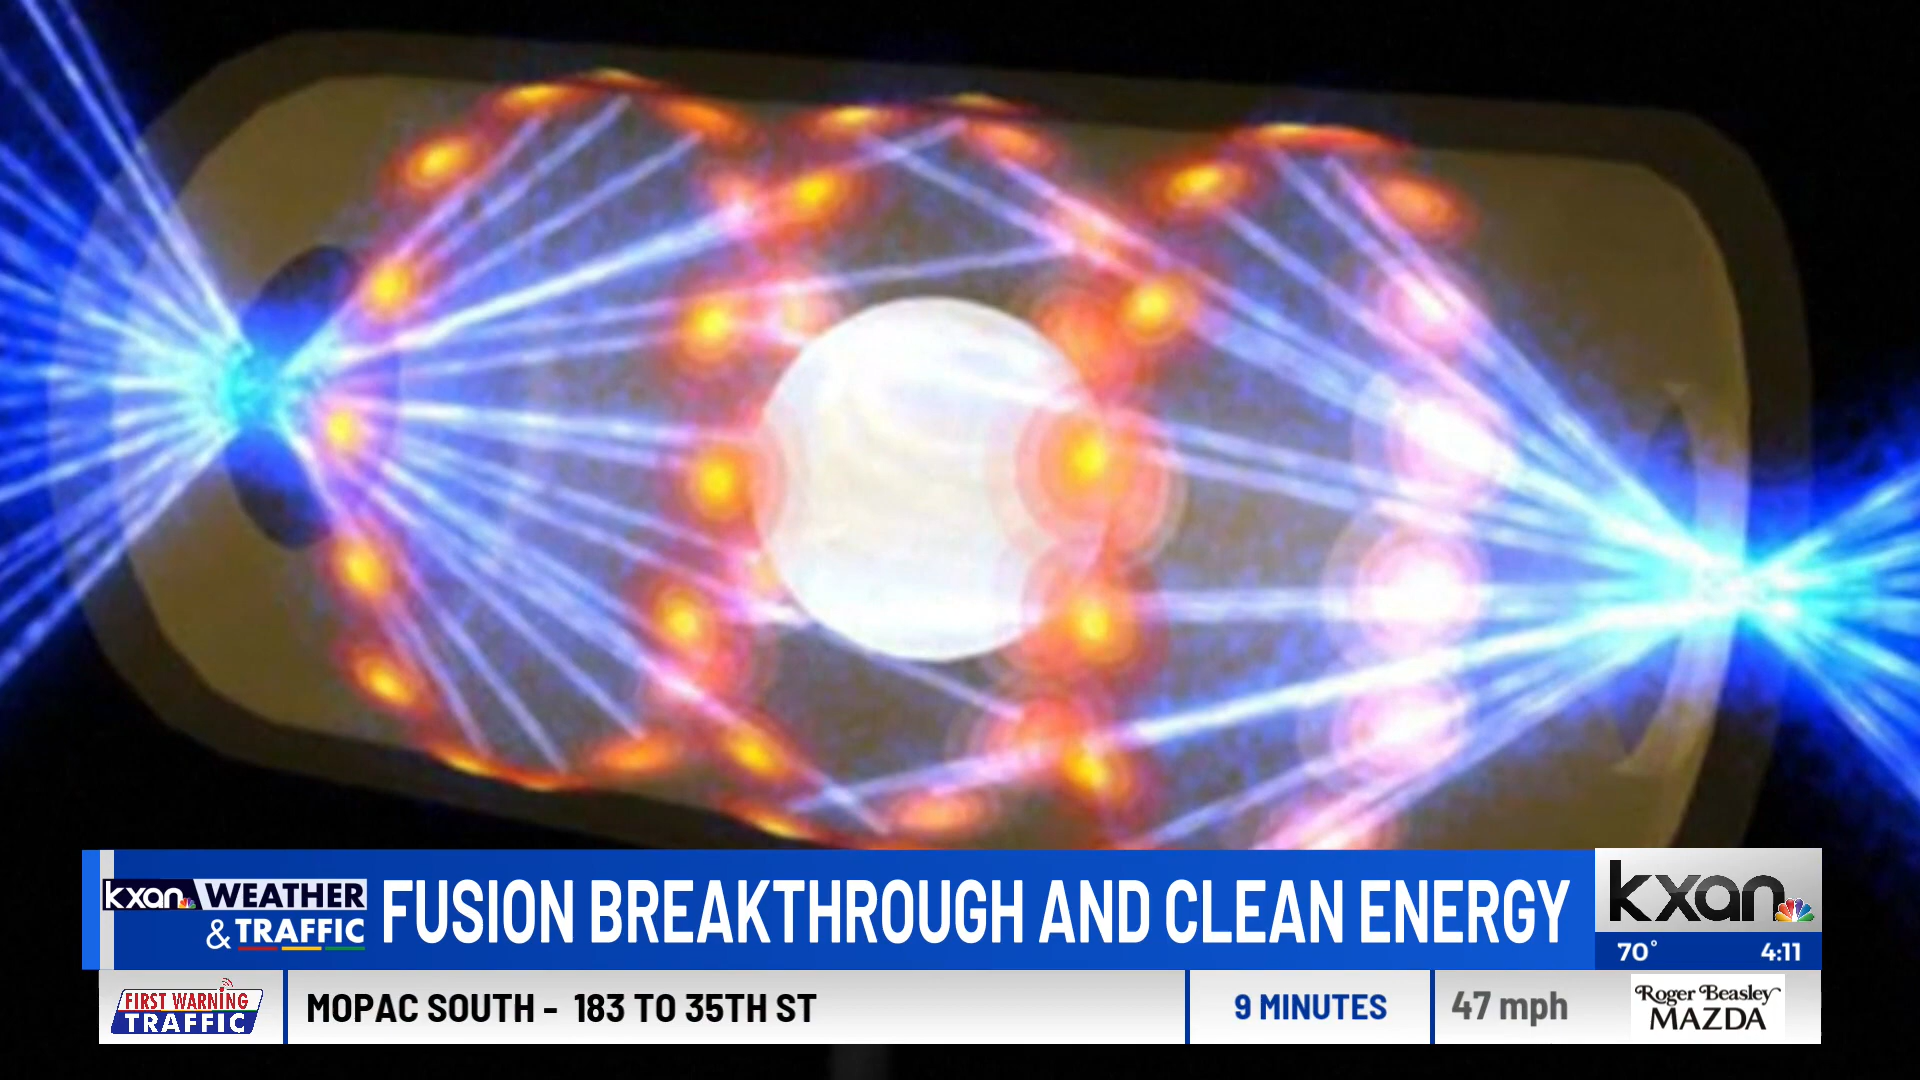 kxan WEATHER
& TRAFFIC
FUSION BREAKTHROUGH AND CLEAN ENERGY
kxan
70° 4:11
FIRST WARNING
TRAFFIC
MOPAC SOUTH - 183 TO 35TH ST
9 MINUTES
47 mph
Roger Beasley
MAZDA